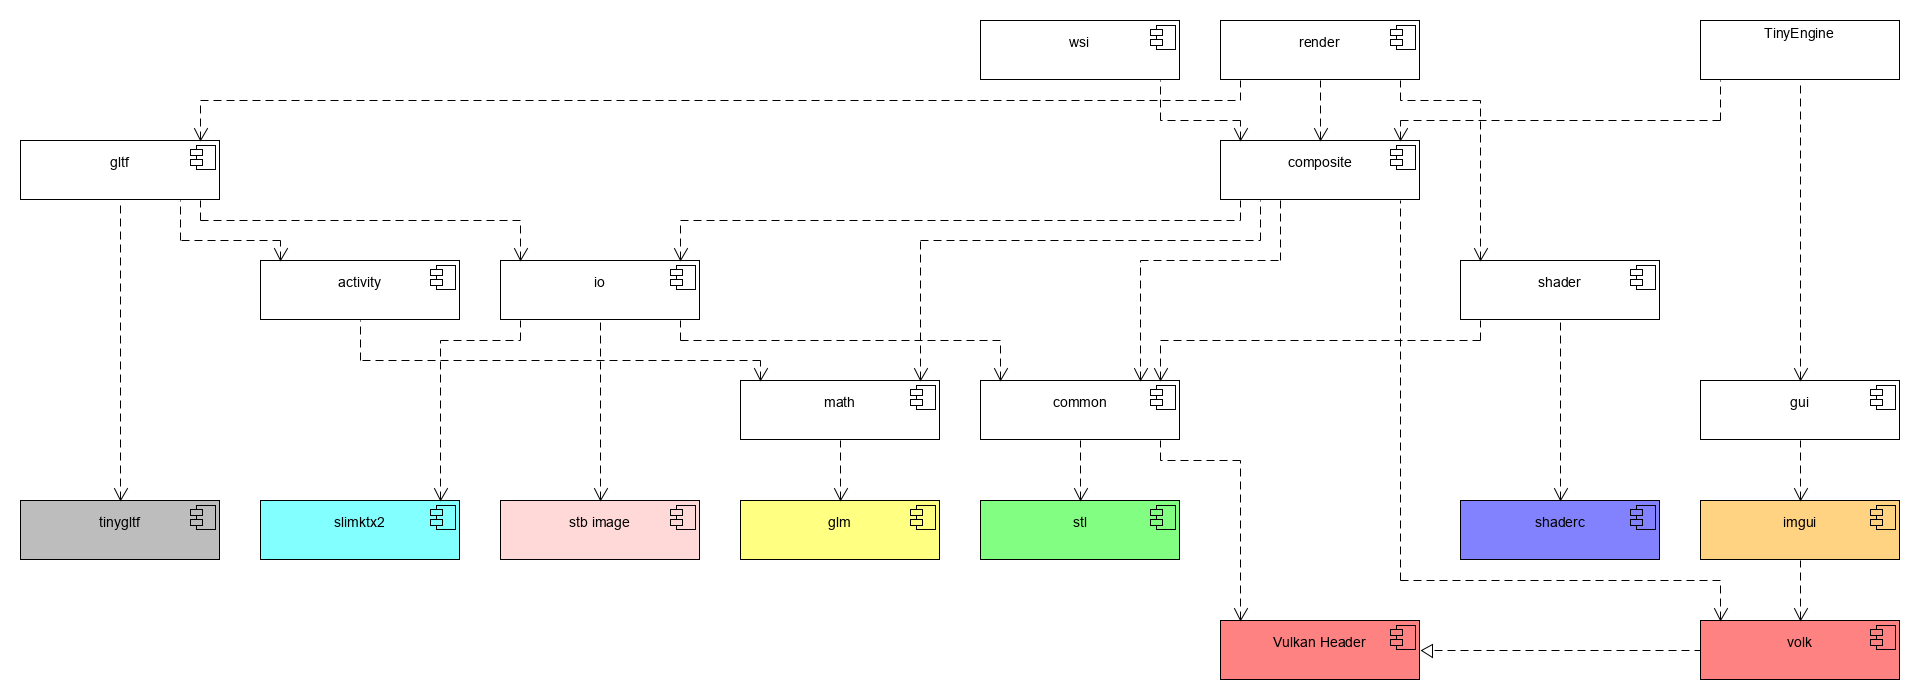 wsi
render
TinyEngine
gltf
composite
activity
io
shader
math
common
gui
tinygltf
slimktx2
stb image
glm
stl
shaderc
imgui
Vulkan Header
volk